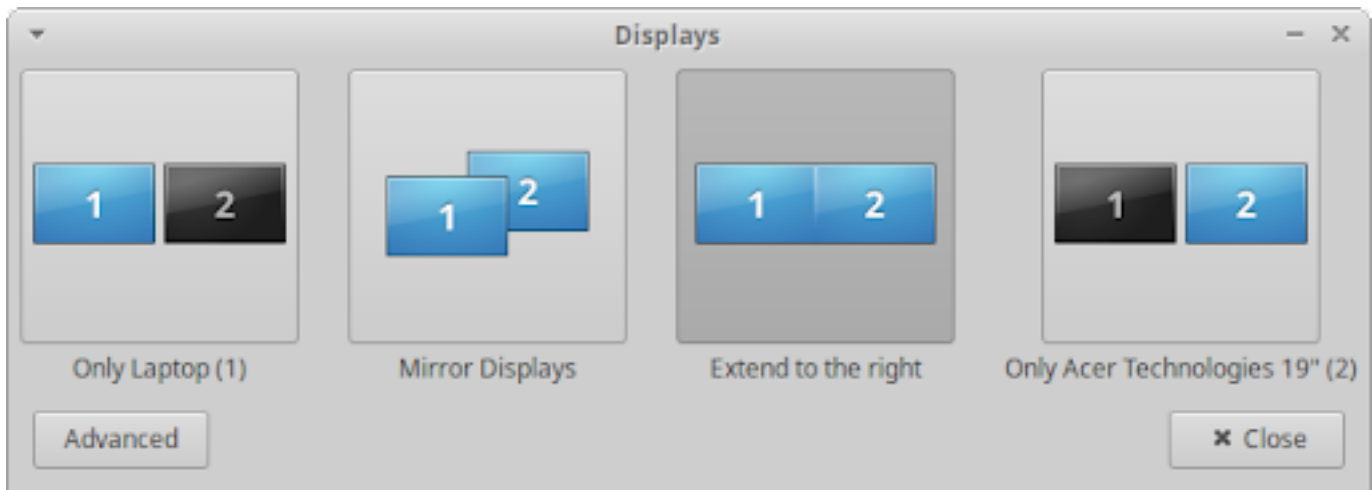 Displays
1 2
1 2
1 2
1 2
Only Laptop (1)
Mirror Displays
Extend to the right
Only Acer Technologies 19" (2)
Advanced
Close